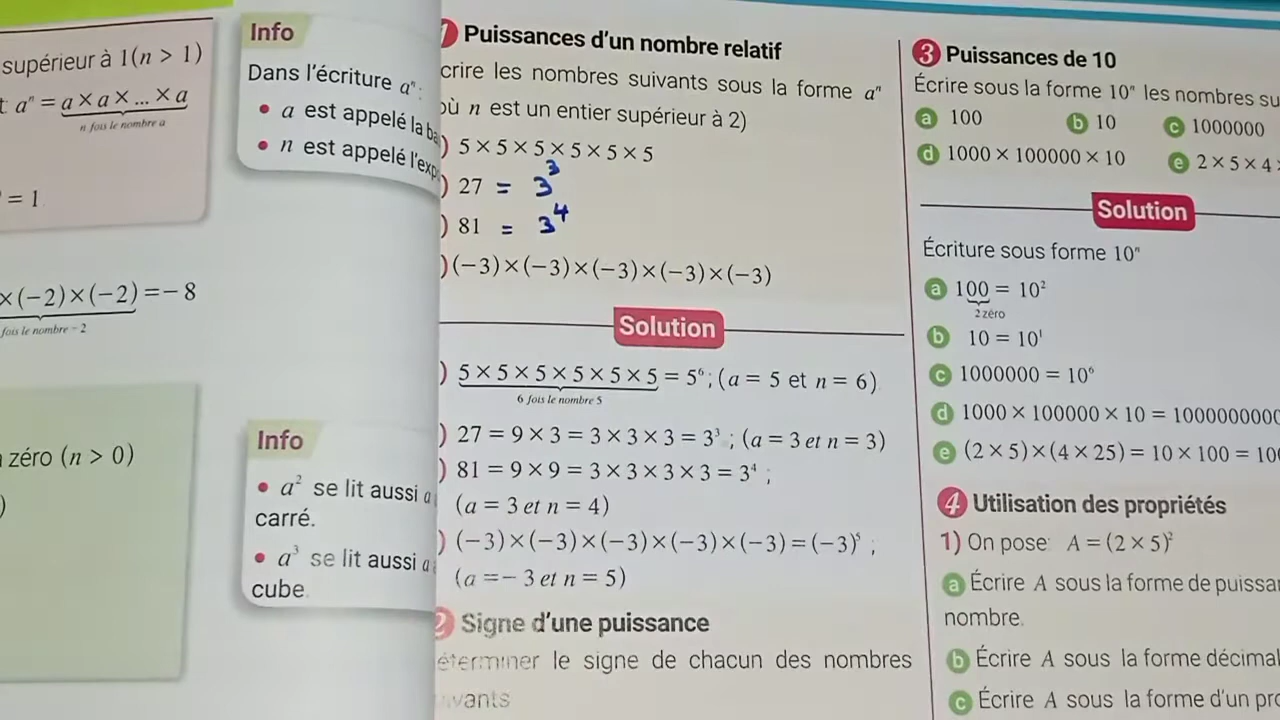 supérieur à 1(n > 1)
aⁿ = a × a × ... × a
n fois le nombre a
= 1
×(−2)×(−2) = −8
fois le nombre − 2
zéro (n > 0)
Info
Dans l'écriture aⁿ:
• a est appelé la
• n est appelé
Info
• a² se lit aussi
carré.
• a³ se lit aussi
cube.
Puissances d'un nombre relatif
crire les nombres suivants sous la forme aⁿ
où n est un entier supérieur à 2)
) 5 × 5 × 5 × 5 × 5 × 5
) 27 = 3³
) 81 = 3⁴
) (−3)×(−3)×(−3)×(−3)×(−3)
Solution
) 5 × 5 × 5 × 5 × 5 × 5 = 5⁶ ; (a = 5 et n = 6)
6 fois le nombre 5
) 27 = 9 × 3 = 3 × 3 × 3 = 3³ ; (a = 3 et n = 3)
) 81 = 9 × 9 = 3 × 3 × 3 × 3 = 3⁴ ;
(a = 3 et n = 4)
) (−3)×(−3)×(−3)×(−3)×(−3) = (−3)⁵ ;
(a = − 3 et n = 5)
2 Signe d'une puissance
éterminer le signe de chacun des nombres
ivants
3 Puissances de 10
Écrire sous la forme 10ⁿ les nombres su
a 100
b 10
c 1000000
d 1000 × 100000 × 10
e 2 × 5 × 4
Solution
Écriture sous forme 10ⁿ
a 100 = 10²
2 zéro
b 10 = 10¹
c 1000000 = 10⁶
d 1000 × 100000 × 10 = 1000000000
e (2 × 5)×(4 × 25) = 10 × 100 = 10
4 Utilisation des propriétés
1) On pose: A = (2 × 5)²
a Écrire A sous la forme de puissa
nombre.
b Écrire A sous la forme décimal
c Écrire A sous la forme d'un pr